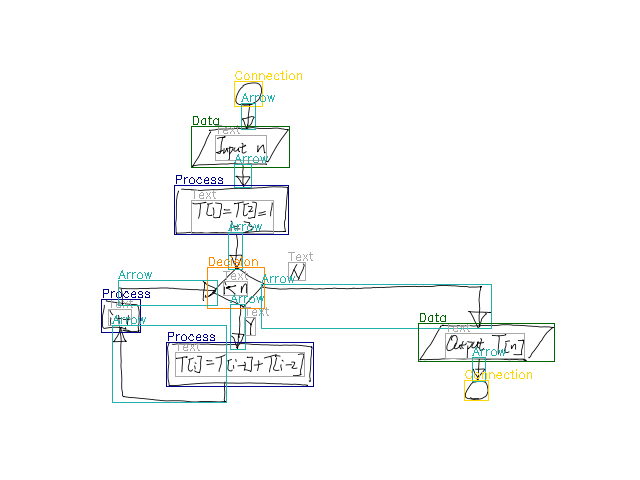 Connection
Arrow
Data
Text
Input n
Arrow
Process
Text
T[1]=T[2]=1
Arrow
Decision
Text
Text
N
Arrow
Arrow
i≤n
Process
Text
Arrow
Arrow
Text
Y
Data
Text
Output T[n]
Process
Text
T[i]=T[i-1]+T[i-2]
Arrow
Connection